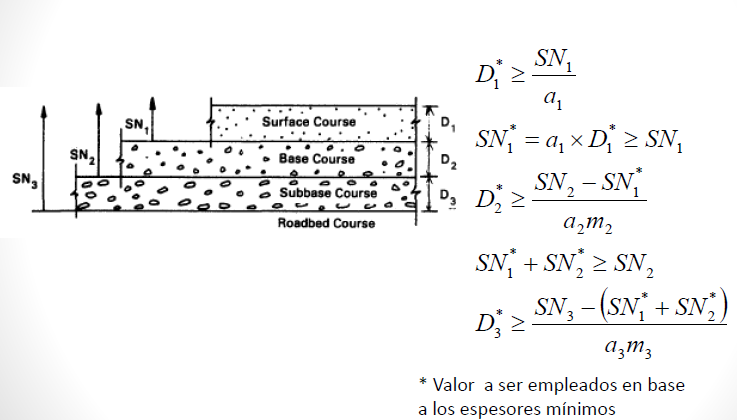 Surface Course
SN₁
D₁
Base Course
SN₂
D₂
SN₃
Subbase Course
D₃
Roadbed Course
D₁* ≥ SN₁ / a₁
SN₁* = a₁ × D₁* ≥ SN₁
D₂* ≥ (SN₂ − SN₁*) / a₂m₂
SN₁* + SN₂* ≥ SN₂
D₃* ≥ (SN₃ − (SN₁* + SN₂*)) / a₃m₃
* Valor a ser empleados en base
a los espesores mínimos